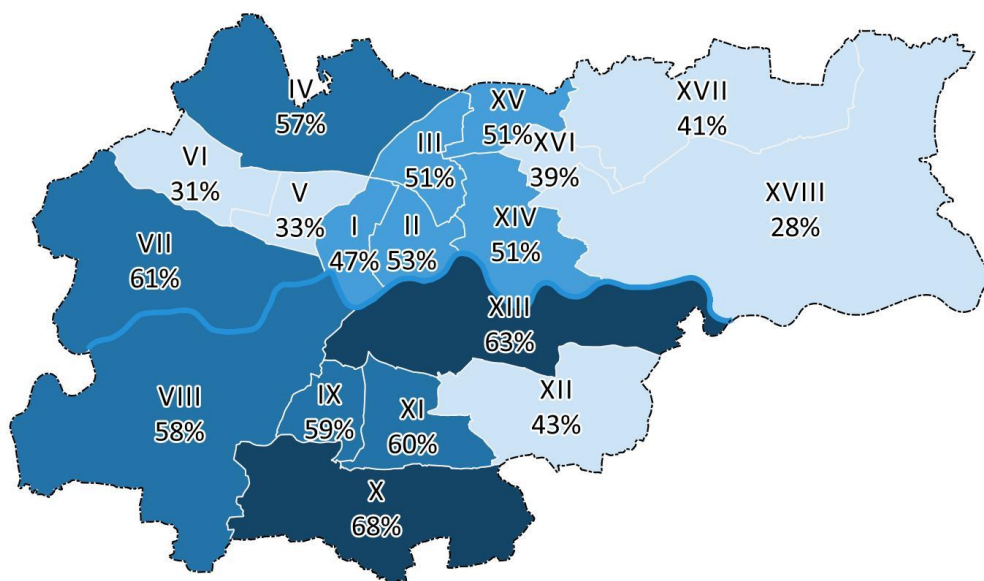 IV
57%
XV
51%
XVII
41%
III
51%
XVI
39%
VI
31%
V
33%
XVIII
28%
I
47%
II
53%
XIV
51%
VII
61%
XIII
63%
VIII
58%
IX
59%
XI
60%
XII
43%
X
68%